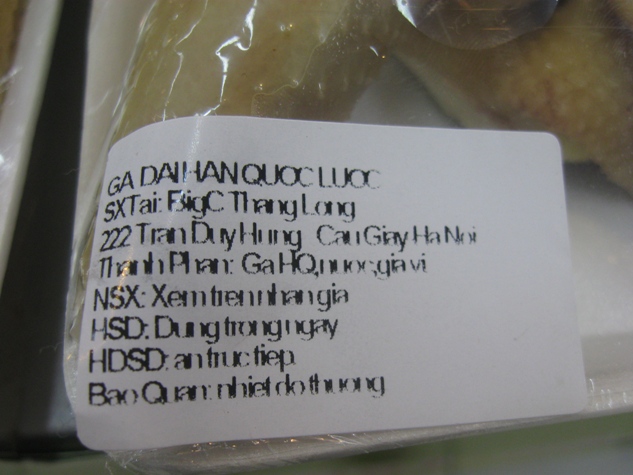 GA DAI HAN QUOC LUOC
SXTai: BigC Thang Long
222 Tran Duy Hung Cau Giay Ha Noi
Thanh Phan: Ga HQ,nuoc,gia vi
NSX: Xem tren nhan gia
HSD: Dung trong ngay
HDSD: an truc tiep.
Bao Quan: nhiet do thuong